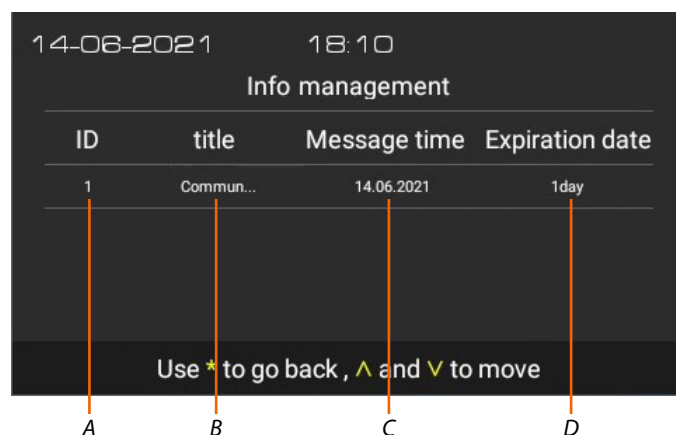 14-06-2021 18:10
Info management
ID title Message time Expiration date
1 Commun... 14.06.2021 1day
Use * to go back , ∧ and ∨ to move
A B C D